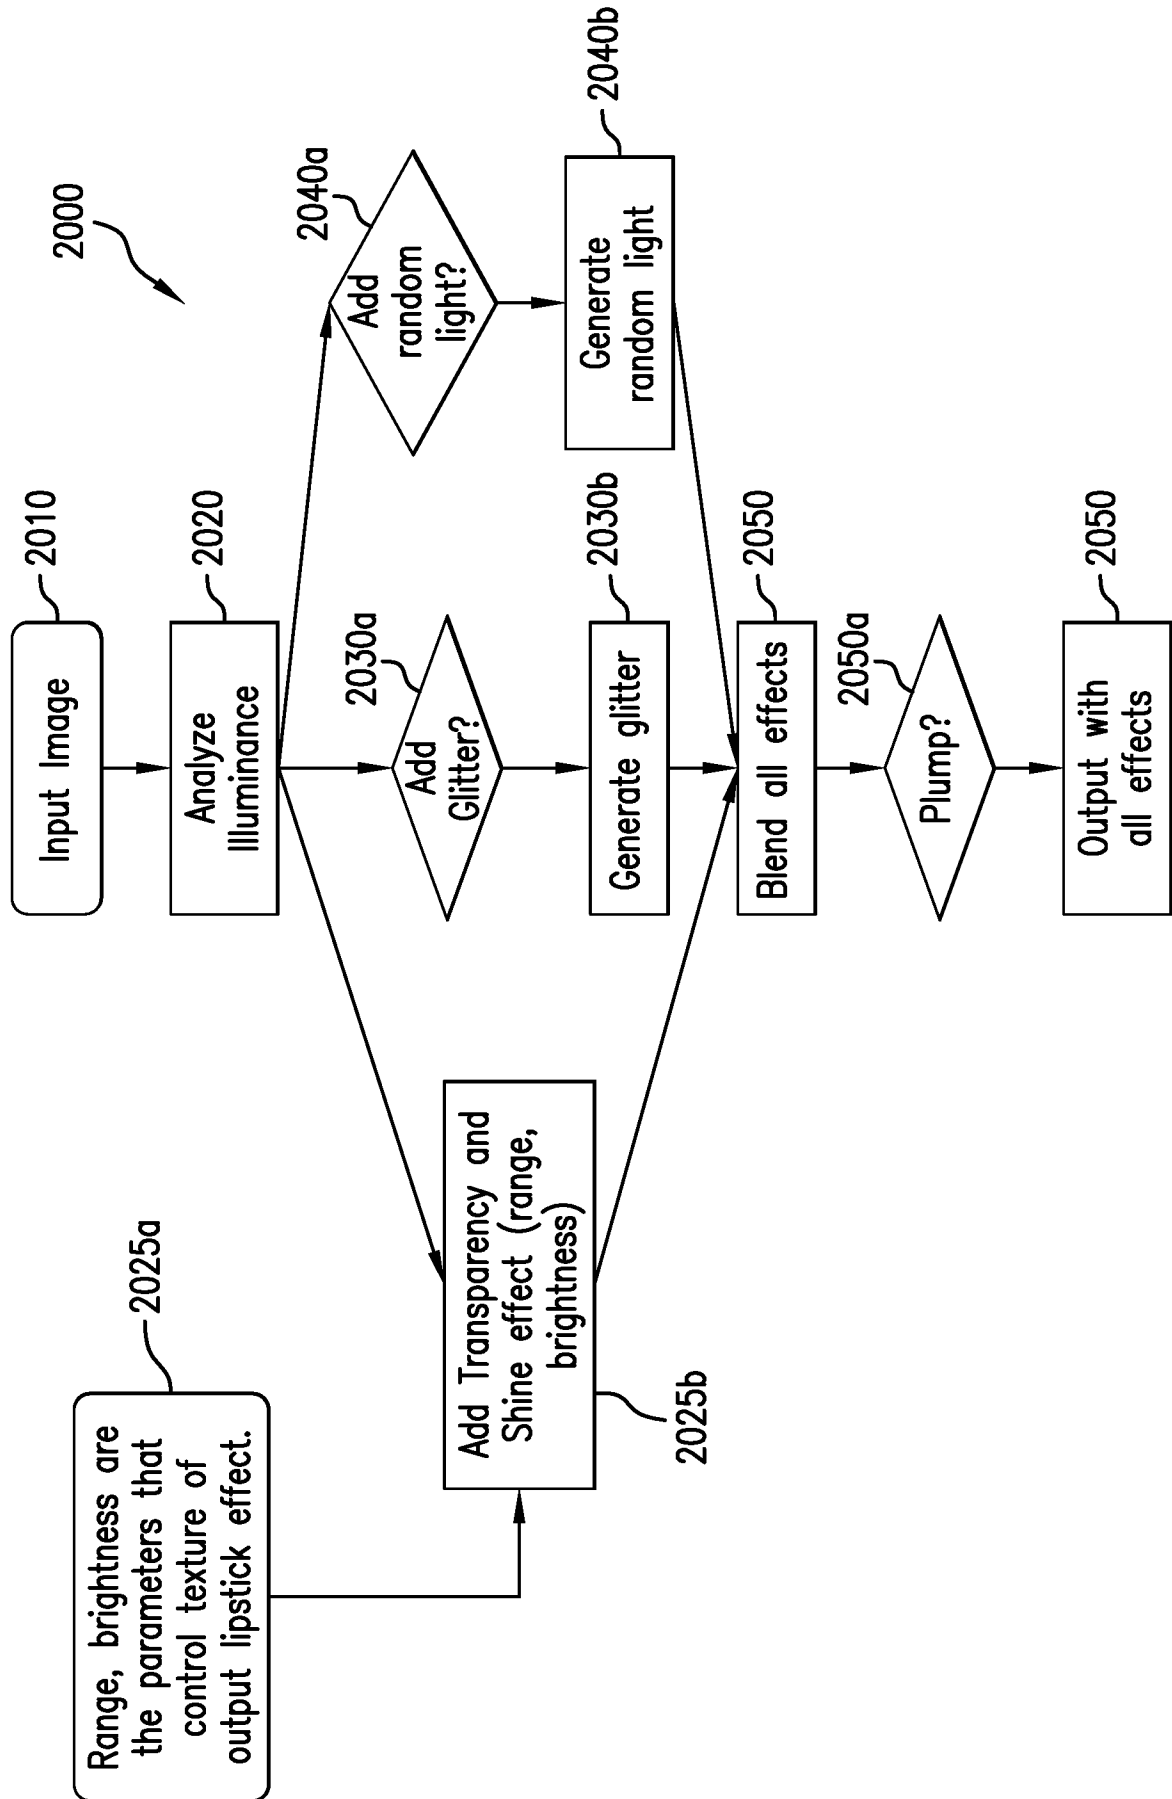 2000
Input Image
2010
Analyze
Illuminance
2020
Range, brightness are
the parameters that
control texture of
output lipstick effect.
2025a
Add Transparency and
Shine effect (range,
brightness)
2025b
Add
Glitter?
2030a
Add
random
light?
2040a
Generate glitter
2030b
Generate
random light
2040b
Blend all effects
2050
Plump?
2050a
Output with
all effects
2050